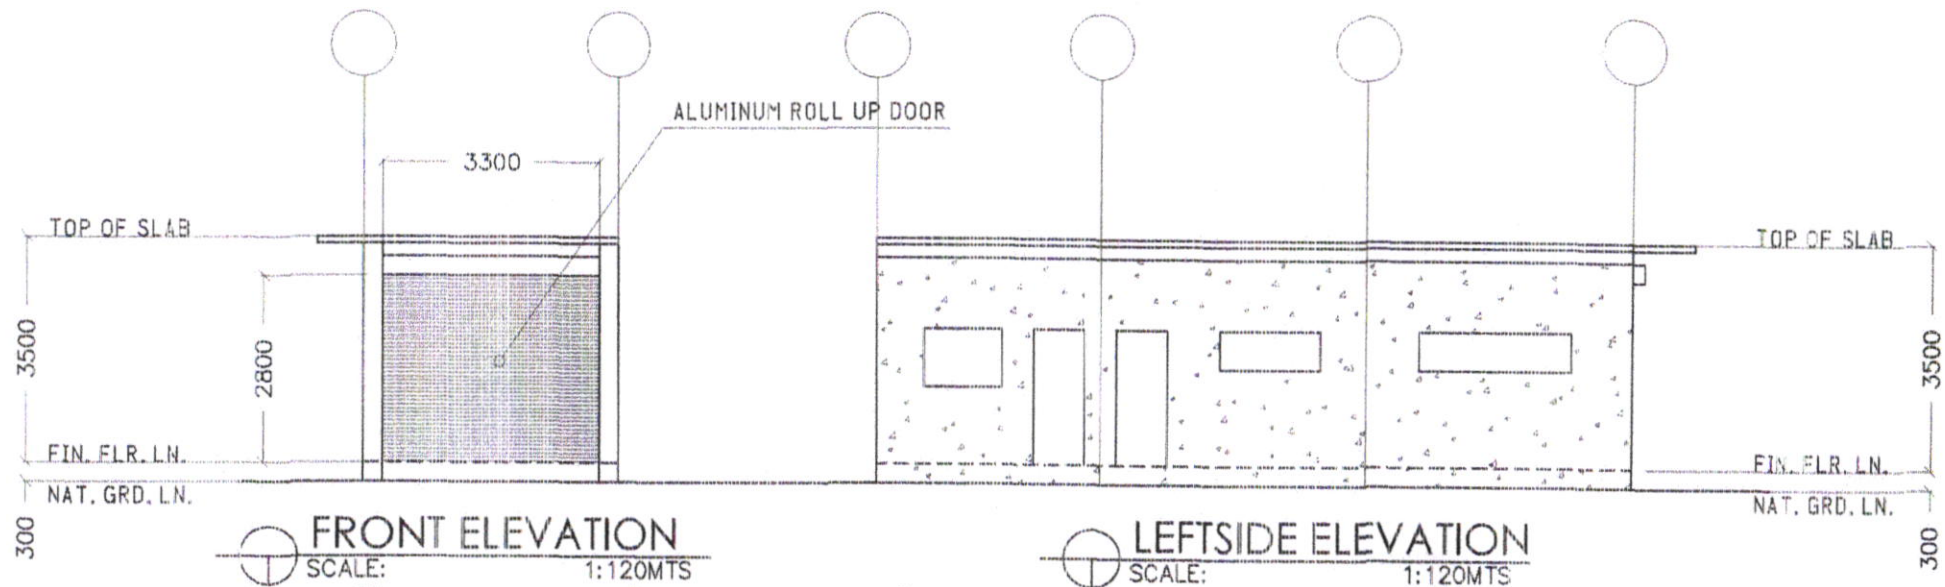 ALUMINUM ROLL UP DOOR
3300
TOP OF SLAB
TOP OF SLAB
3500
2800
3500
FIN. FLR. LN.
FIN. FLR. LN.
NAT. GRD. LN.
NAT. GRD. LN.
300
300
FRONT ELEVATION
SCALE: 1:120MTS
LEFTSIDE ELEVATION
SCALE: 1:120MTS